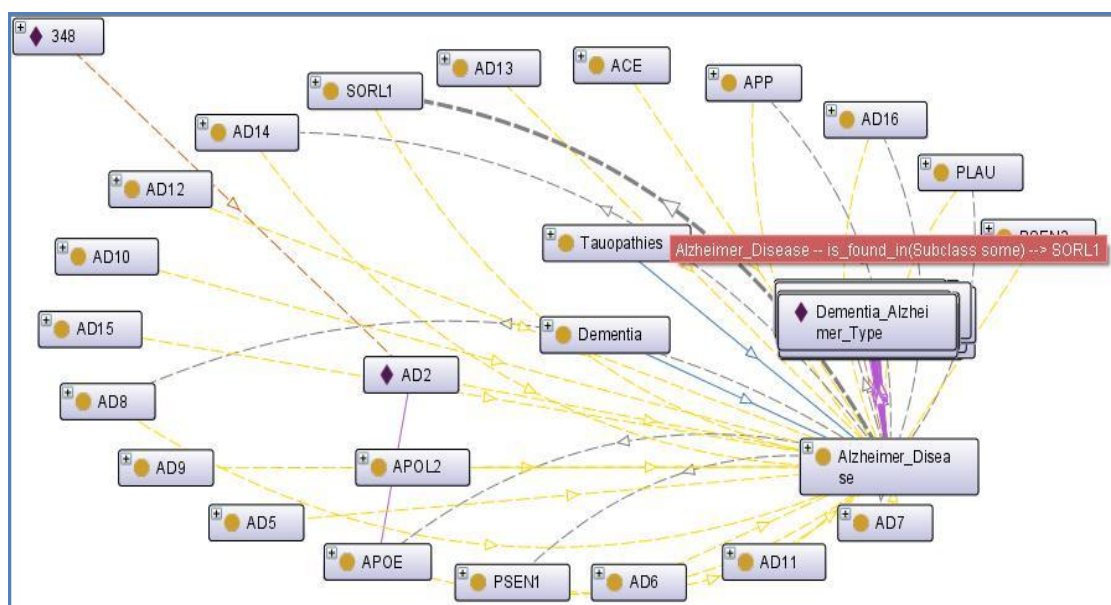 348
AD13
ACE
SORL1
APP
AD14
AD16
PLAU
AD12
Tauopathies
Alzheimer_Disease -- is_found_in(Subclass some) --> SORL1
AD10
Dementia_Alzhei
mer_Type
AD15
Dementia
AD2
AD8
Alzheimer_Disea
se
AD9
APOL2
AD5
AD7
APOE
PSEN1
AD6
AD11